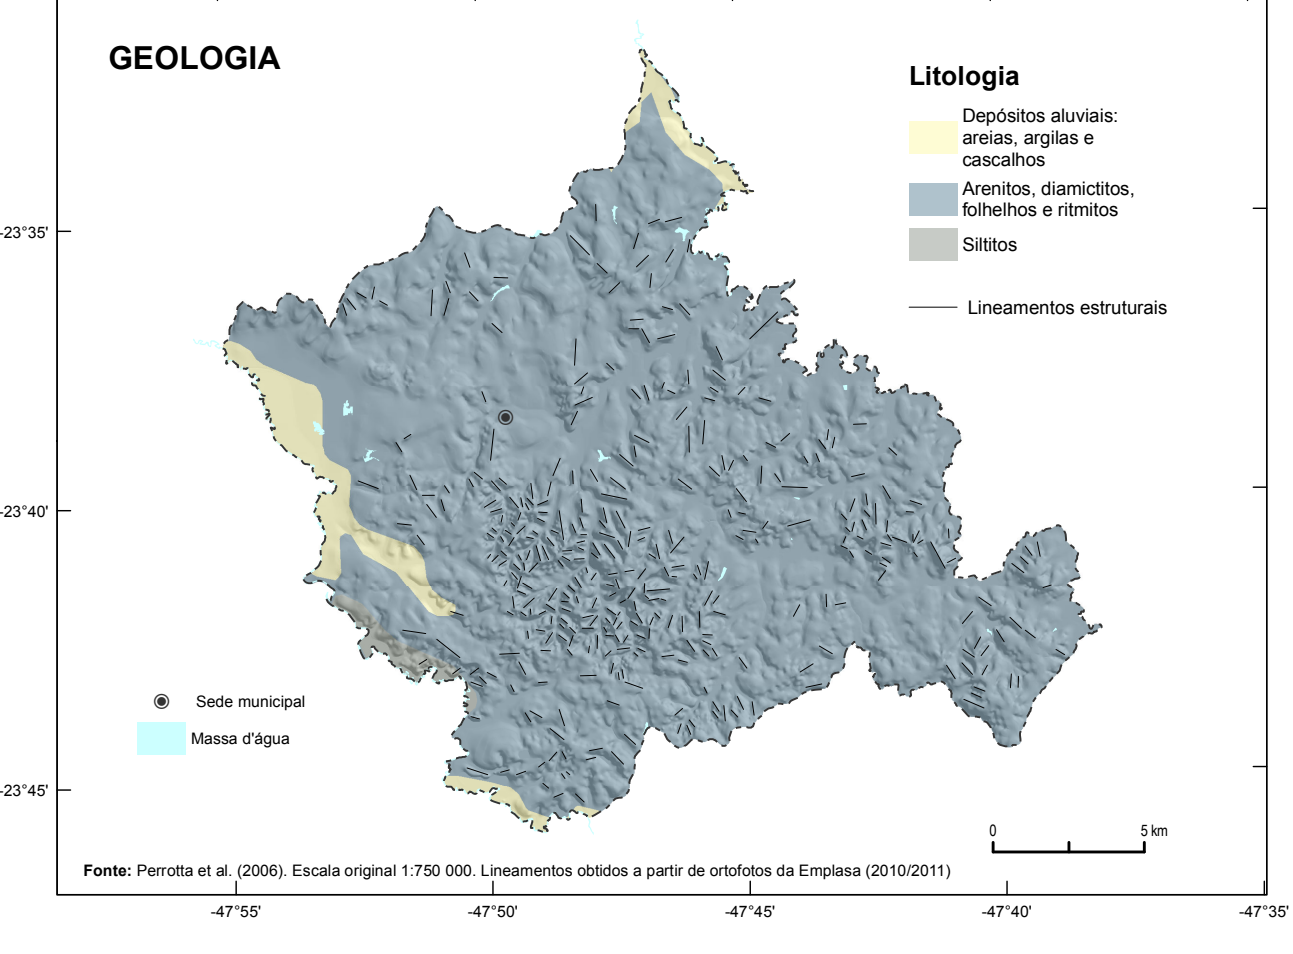 GEOLOGIA
Litologia
Depósitos aluviais:
areias, argilas e
cascalhos
Arenitos, diamictitos,
folhelhos e ritmitos
Siltitos
Lineamentos estruturais
-23°35'
-23°40'
-23°45'
Sede municipal
Massa d'água
0 5 km
Fonte: Perrotta et al. (2006). Escala original 1:750 000. Lineamentos obtidos a partir de ortofotos da Emplasa (2010/2011)
-47°55' -47°50' -47°45' -47°40' -47°35'